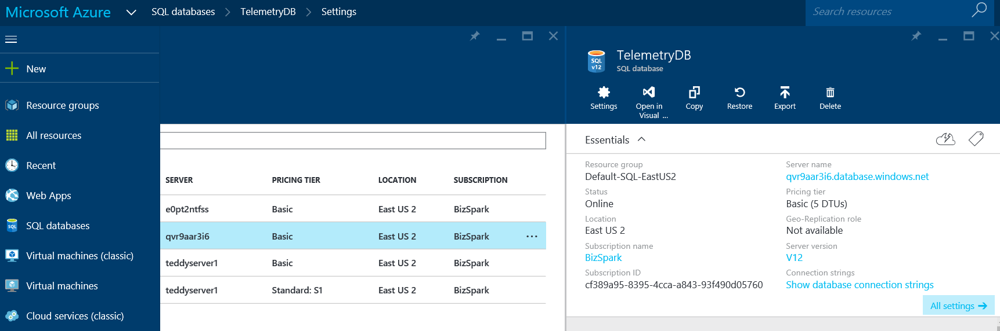 Microsoft Azure SQL databases TelemetryDB Settings Search resources
New
Resource groups
All resources
Recent
Web Apps
SQL databases
Virtual machines (classic)
Virtual machines
Cloud services (classic)
SERVER PRICING TIER LOCATION SUBSCRIPTION
e0pt2ntfss Basic East US 2 BizSpark
qvr9aar3i6 Basic East US 2 BizSpark ...
teddyserver1 Basic East US 2 BizSpark
teddyserver1 Standard: S1 East US 2 BizSpark
SQL
v12
TelemetryDB
SQL database
Settings
Open in
Visual ...
Copy
Restore
Export
Delete
Essentials
Resource group
Default-SQL-EastUS2
Status
Online
Location
East US 2
Subscription name
BizSpark
Subscription ID
cf389a95-8395-4cca-a843-93f490d05760
Server name
qvr9aar3i6.database.windows.net
Pricing tier
Basic (5 DTUs)
Geo-Replication role
Not available
Server version
V12
Connection strings
Show database connection strings
All settings →